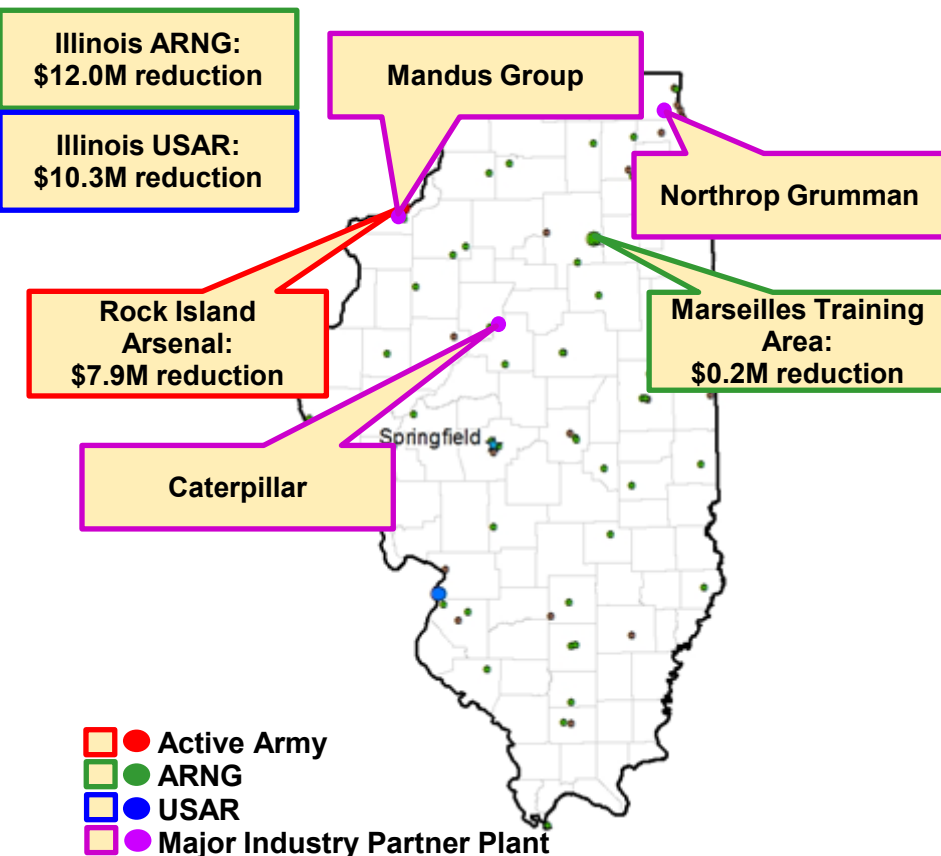 Illinois ARNG:
$12.0M reduction
Mandus Group
Illinois USAR:
$10.3M reduction
Northrop Grumman
Rock Island
Arsenal:
$7.9M reduction
Marseilles Training
Area:
$0.2M reduction
Springfield
Caterpillar
Active Army
ARNG
USAR
Major Industry Partner Plant